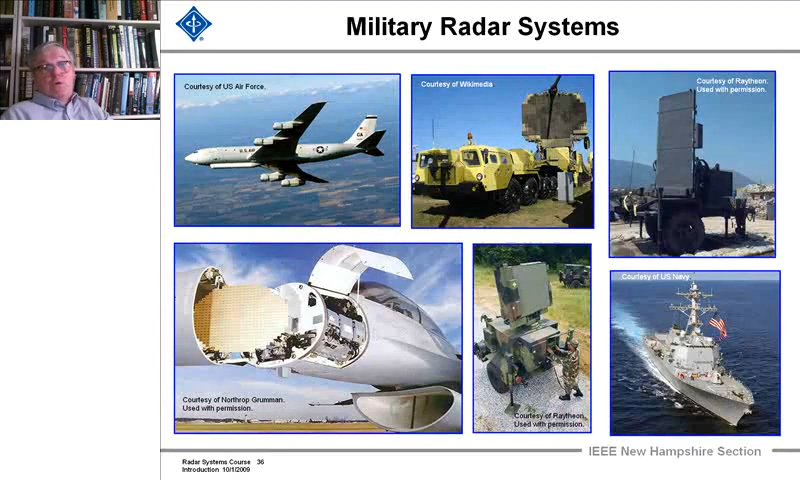 Military Radar Systems
Courtesy of US Air Force.
Courtesy of Wikimedia
Courtesy of Raytheon.
Used with permission.
U.S. AIR
GA
Courtesy of Northrop Grumman.
Used with permission.
Courtesy of Raytheon.
Used with permission.
Courtesy of US Navy
IEEE New Hampshire Section
Radar Systems Course 36
Introduction 10/1/2009